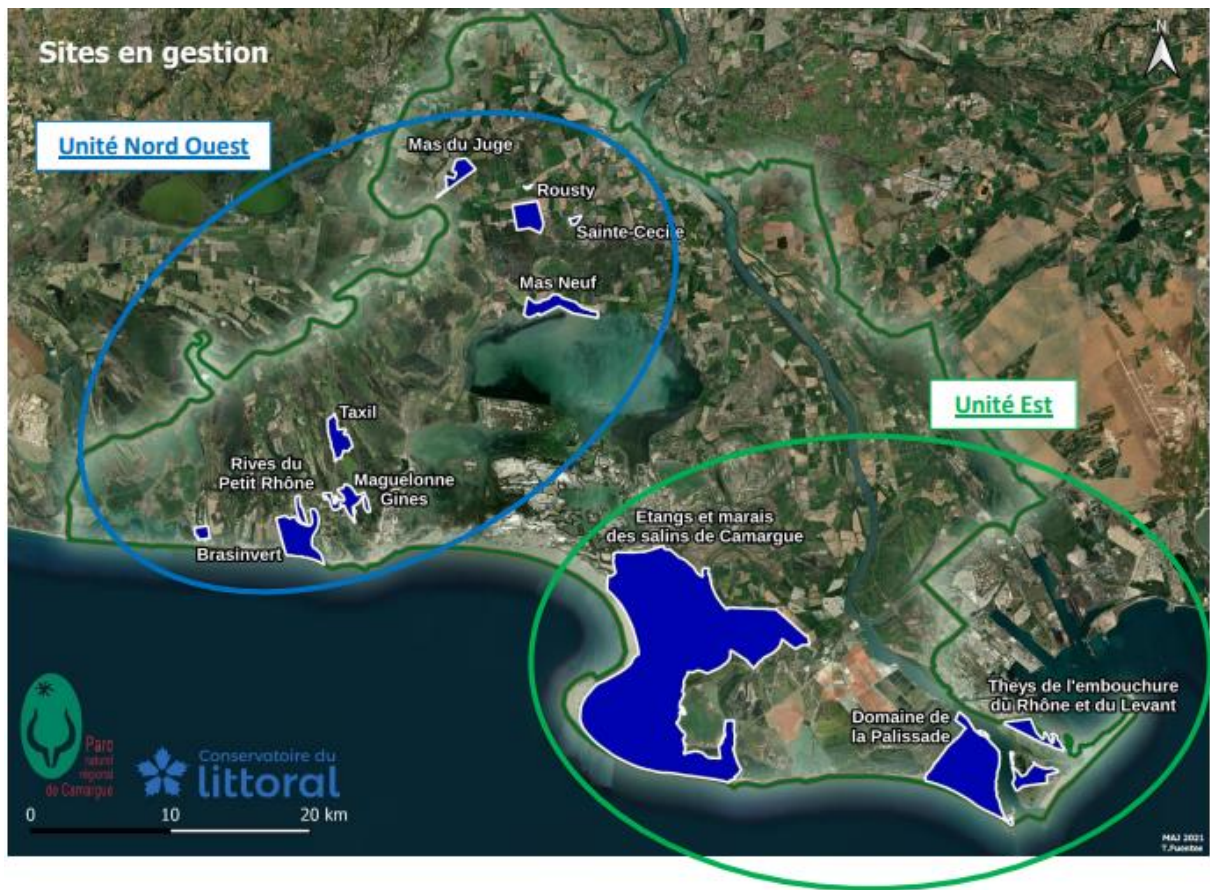 Sites en gestion
N
Unité Nord Ouest
Mas du Juge
Rousty
Sainte-Cecile
Mas Neuf
Unité Est
Taxil
Rives du
Petit Rhône
Maguelonne
Gines
Brasinvert
Etangs et marais
des salins de Camargue
Theys de l'embouchure
du Rhône et du Levant
Domaine de
la Palissade
Parc
naturel
régional
de Camargue
Conservatoire du
littoral
0 10 20 km
MAJ 2021
T.Fuentes